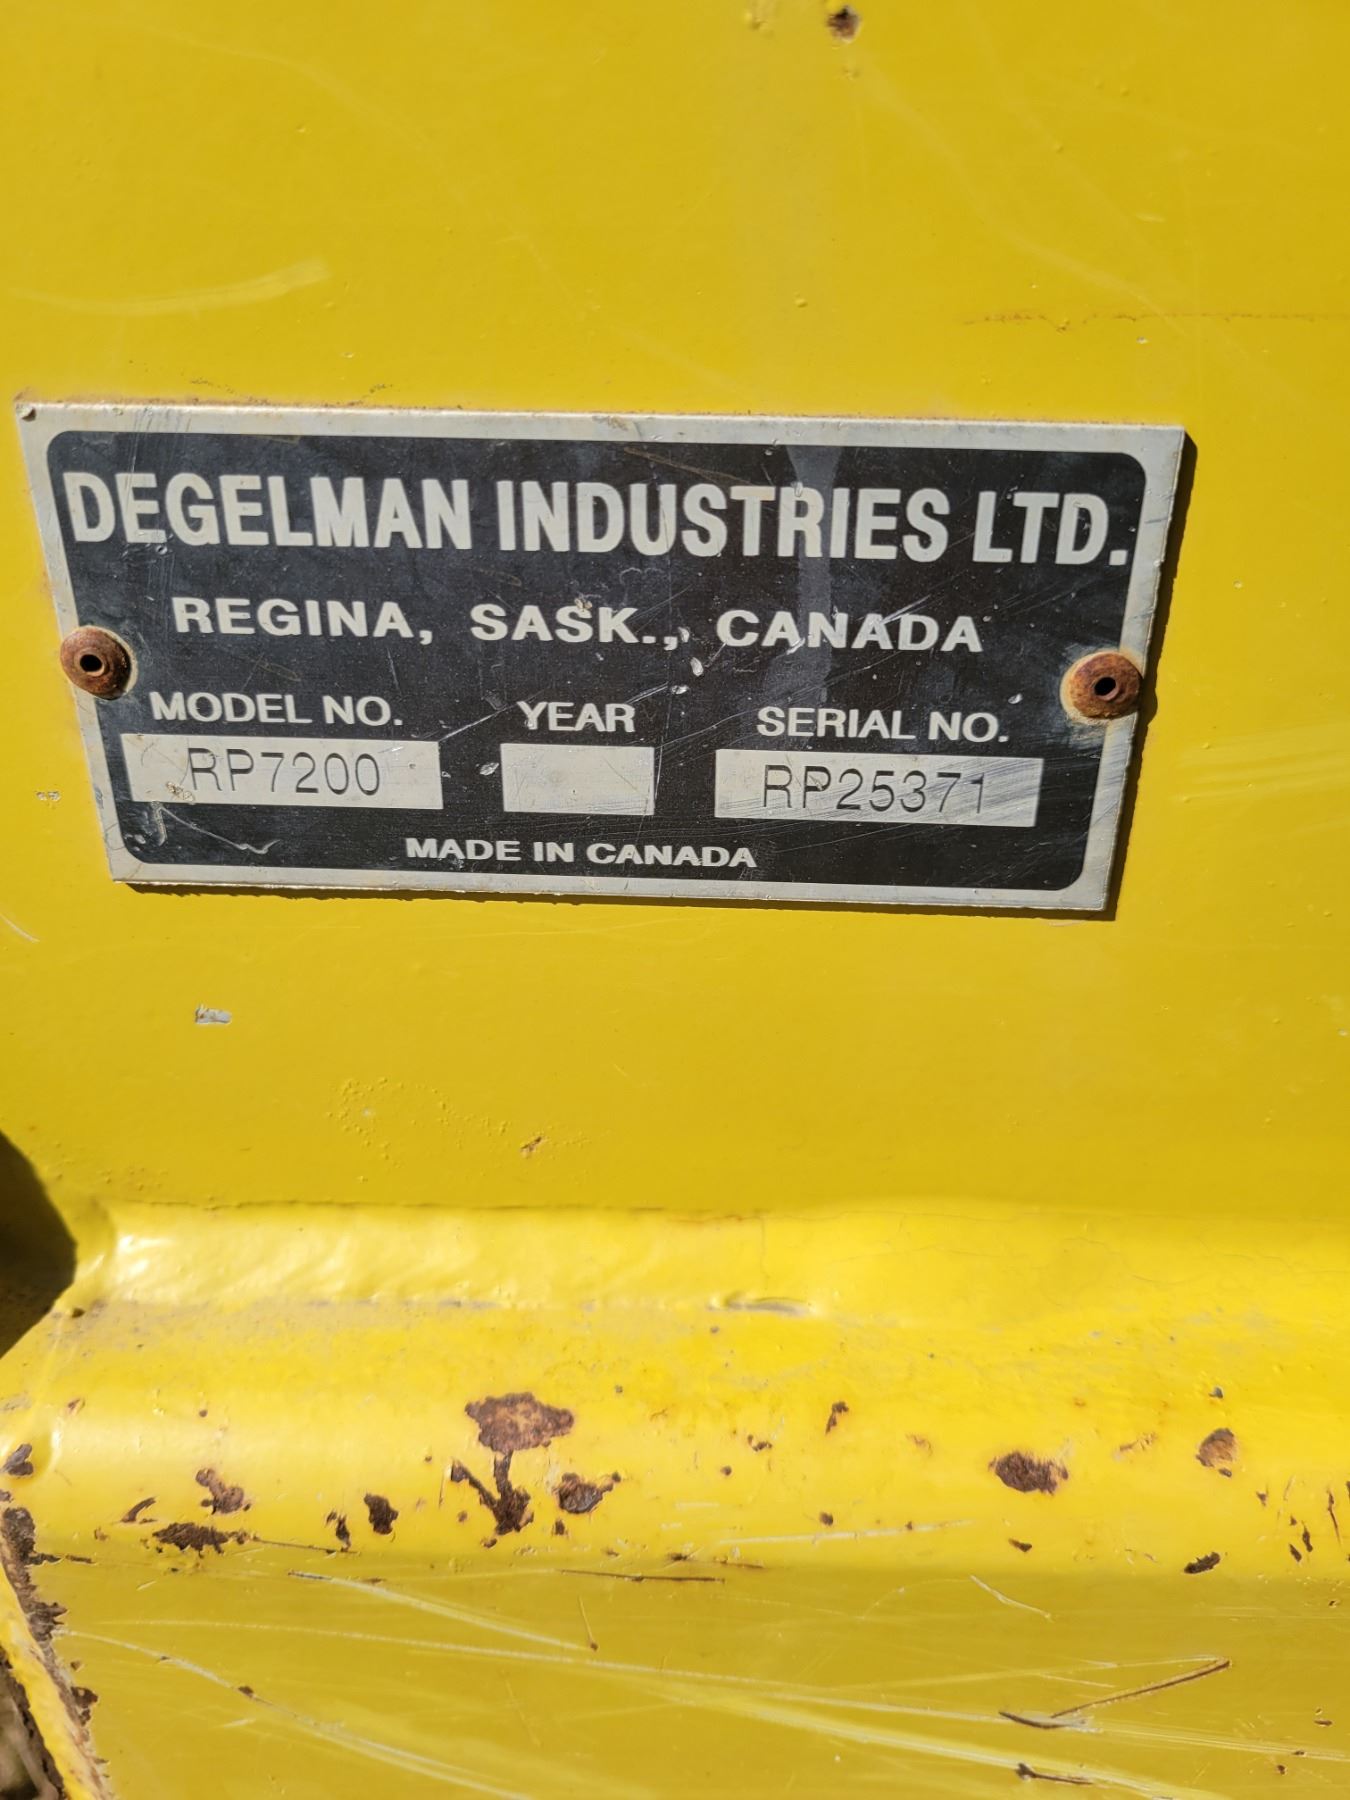 DEGELMAN INDUSTRIES LTD.
REGINA, SASK., CANADA
MODEL NO. YEAR SERIAL NO.
RP7200 RP25371
MADE IN CANADA